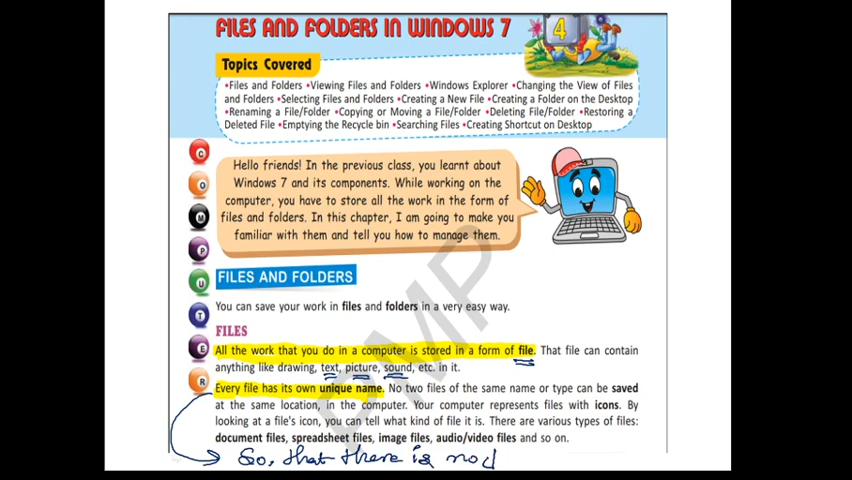 FILES AND FOLDERS IN WINDOWS 7
4
Topics Covered
•Files and Folders •Viewing Files and Folders •Windows Explorer •Changing the View of Files
and Folders •Selecting Files and Folders •Creating a New File •Creating a Folder on the Desktop
•Renaming a File/Folder •Copying or Moving a File/Folder •Deleting File/Folder •Restoring a
Deleted File •Emptying the Recycle bin •Searching Files •Creating Shortcut on Desktop
C
O
M
P
U
T
E
R
Hello friends! In the previous class, you learnt about
Windows 7 and its components. While working on the
computer, you have to store all the work in the form of
files and folders. In this chapter, I am going to make you
familiar with them and tell you how to manage them.
FILES AND FOLDERS
You can save your work in files and folders in a very easy way.
FILES
All the work that you do in a computer is stored in a form of file. That file can contain
anything like drawing, text, picture, sound, etc. in it.
Every file has its own unique name. No two files of the same name or type can be saved
at the same location, in the computer. Your computer represents files with icons. By
looking at a file's icon, you can tell what kind of file it is. There are various types of files:
document files, spreadsheet files, image files, audio/video files and so on.
So, that there is no
PMP